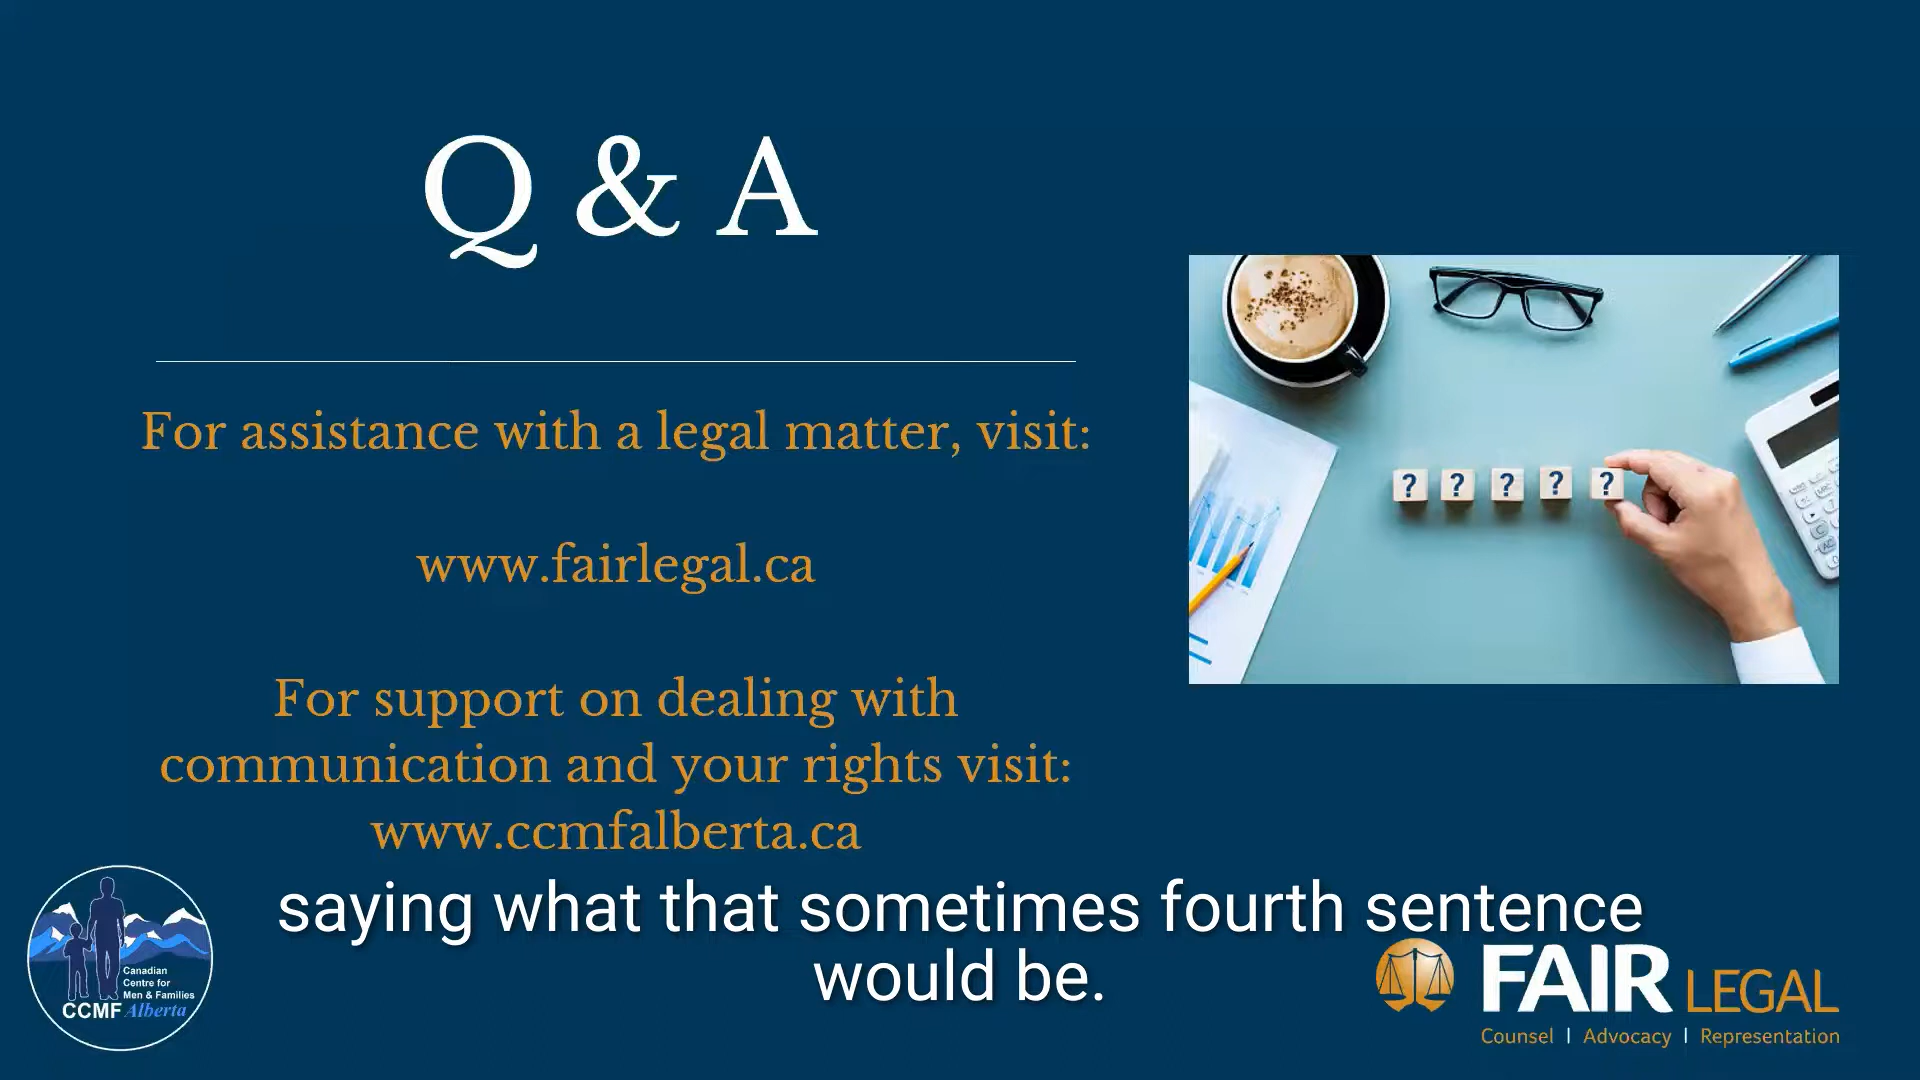 Q & A
For assistance with a legal matter, visit:
www.fairlegal.ca
For support on dealing with
communication and your rights visit:
www.ccmfalberta.ca
? ? ? ? ?
saying what that sometimes fourth sentence
would be.
Canadian
Centre for
Men & Families
CCMF Alberta
FAIR LEGAL
Counsel | Advocacy | Representation